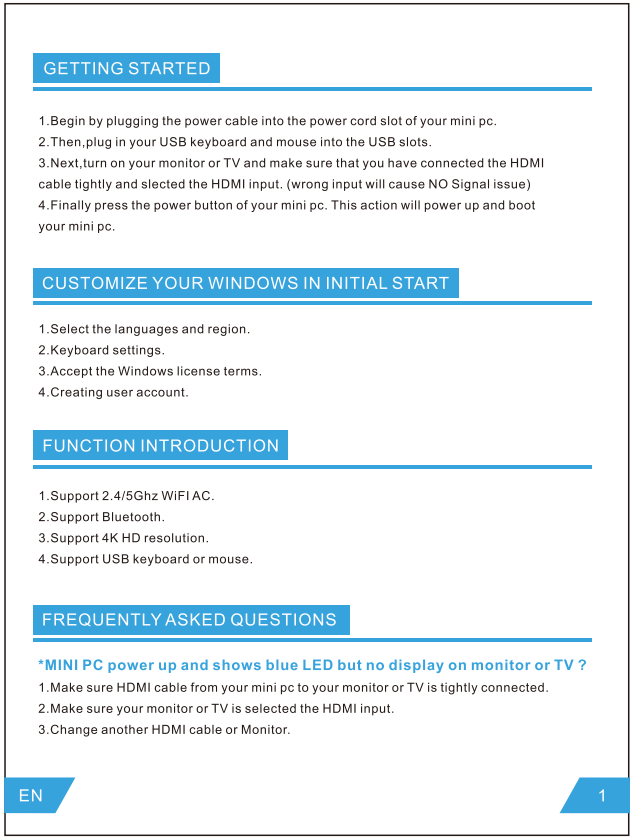 GETTING STARTED
1.Begin by plugging the power cable into the power cord slot of your mini pc.
2.Then,plug in your USB keyboard and mouse into the USB slots.
3.Next,turn on your monitor or TV and make sure that you have connected the HDMI
cable tightly and slected the HDMI input. (wrong input will cause NO Signal issue)
4.Finally press the power button of your mini pc. This action will power up and boot
your mini pc.
CUSTOMIZE YOUR WINDOWS IN INITIAL START
1.Select the languages and region.
2.Keyboard settings.
3.Accept the Windows license terms.
4.Creating user account.
FUNCTION INTRODUCTION
1.Support 2.4/5Ghz WiFI AC.
2.Support Bluetooth.
3.Support 4K HD resolution.
4.Support USB keyboard or mouse.
FREQUENTLY ASKED QUESTIONS
*MINI PC power up and shows blue LED but no display on monitor or TV ?
1.Make sure HDMI cable from your mini pc to your monitor or TV is tightly connected.
2.Make sure your monitor or TV is selected the HDMI input.
3.Change another HDMI cable or Monitor.
EN
1